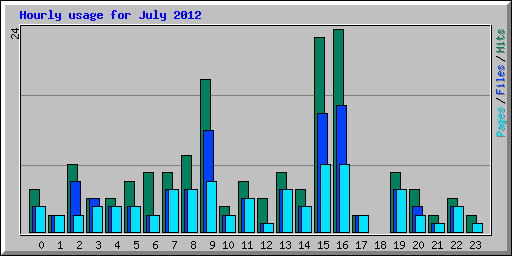 Hourly usage for July 2012
24
Pages/Files/Hits
0 1 2 3 4 5 6 7 8 9 10 11 12 13 14 15 16 17 18 19 20 21 22 23